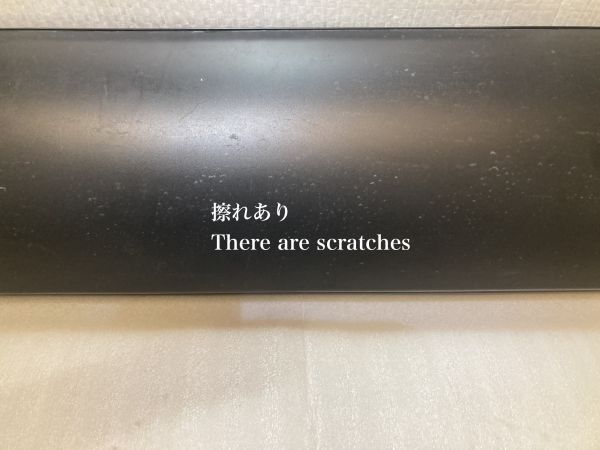 擦れあり
There are scratches